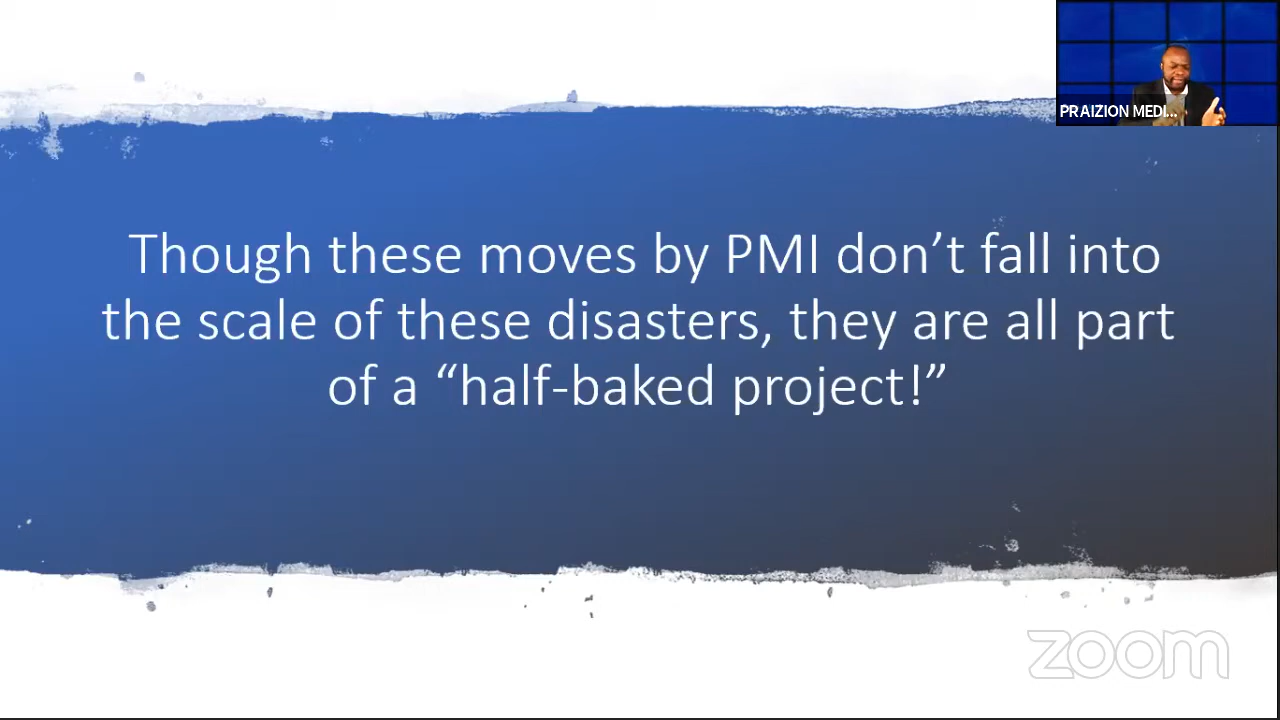 PRAIZION MEDI...
Though these moves by PMI don’t fall into
the scale of these disasters, they are all part
of a “half-baked project!”
zoom